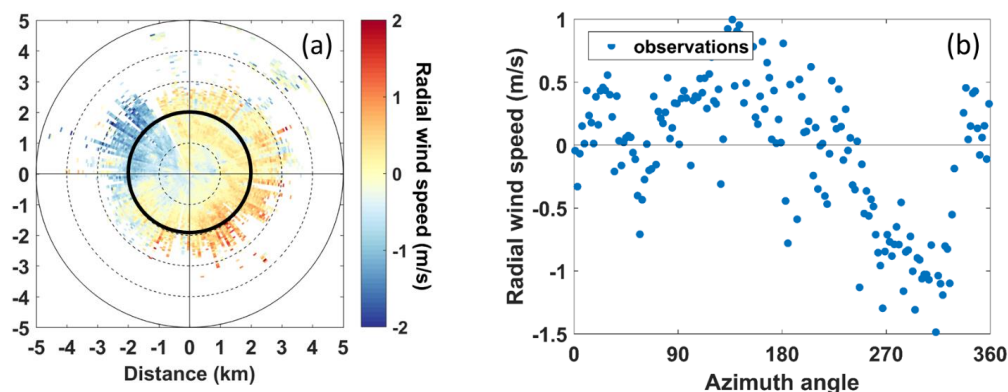 (a)
5
4
3
2
1
0
-1
-2
-3
-4
-5
-5 -4 -3 -2 -1 0 1 2 3 4 5
Distance (km)
2
1
0
-1
-2
Radial wind speed (m/s)
(b)
observations
1
0.5
0
-0.5
-1
-1.5
0 90 180 270 360
Radial wind speed (m/s)
Azimuth angle